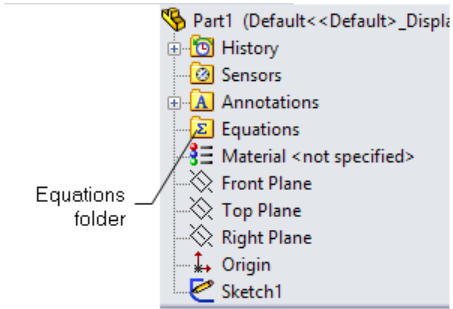 Part1 (Default<<Default>_Displa
History
Sensors
Annotations
Equations
Material <not specified>
Front Plane
Top Plane
Right Plane
Origin
Sketch1
Equations
folder